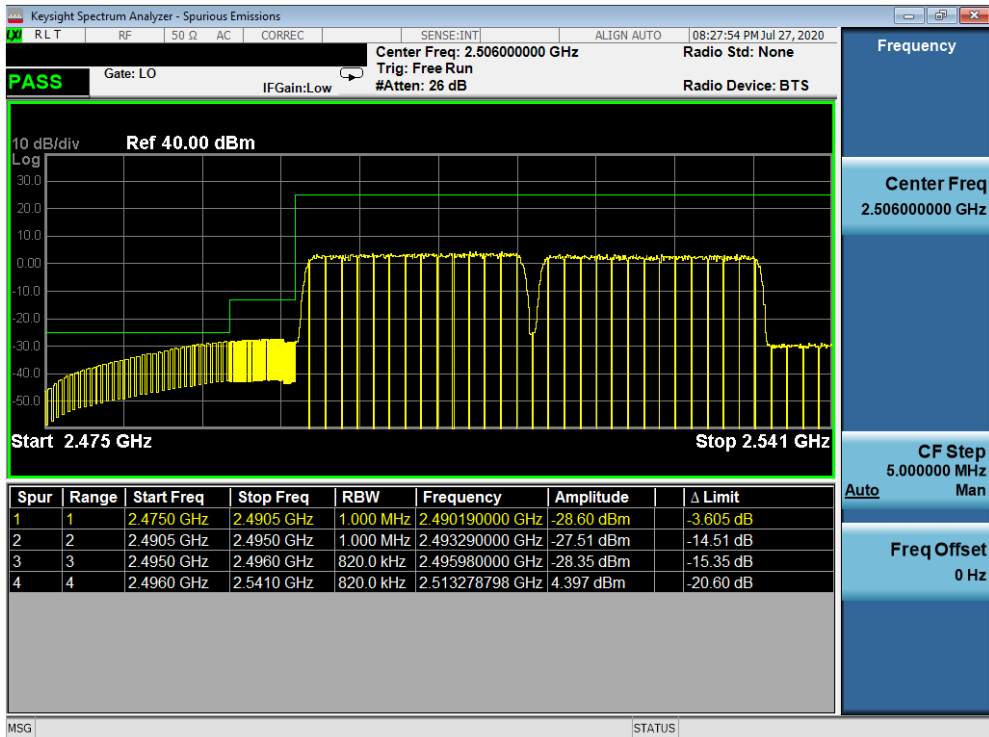 Keysight Spectrum Analyzer - Spurious Emissions
LXI RLT RF 50 Ω AC CORREC SENSE:INT ALIGN AUTO 08:27:54 PM Jul 27, 2020
Center Freq: 2.506000000 GHz Radio Std: None
Trig: Free Run
PASS Gate: LO IFGain:Low #Atten: 26 dB Radio Device: BTS
Frequency
10 dB/div Ref 40.00 dBm
Log
30.0
20.0
10.0
0.00
-10.0
-20.0
-30.0
-40.0
-50.0
Start 2.475 GHz Stop 2.541 GHz
Center Freq
2.506000000 GHz
CF Step
5.000000 MHz
Auto Man
Freq Offset
0 Hz
Spur Range Start Freq Stop Freq RBW Frequency Amplitude Δ Limit
1 1 2.4750 GHz 2.4905 GHz 1.000 MHz 2.490190000 GHz -28.60 dBm -3.605 dB
2 2 2.4905 GHz 2.4950 GHz 1.000 MHz 2.493290000 GHz -27.51 dBm -14.51 dB
3 3 2.4950 GHz 2.4960 GHz 820.0 kHz 2.495980000 GHz -28.35 dBm -15.35 dB
4 4 2.4960 GHz 2.5410 GHz 820.0 kHz 2.513278798 GHz 4.397 dBm -20.60 dB
MSG STATUS